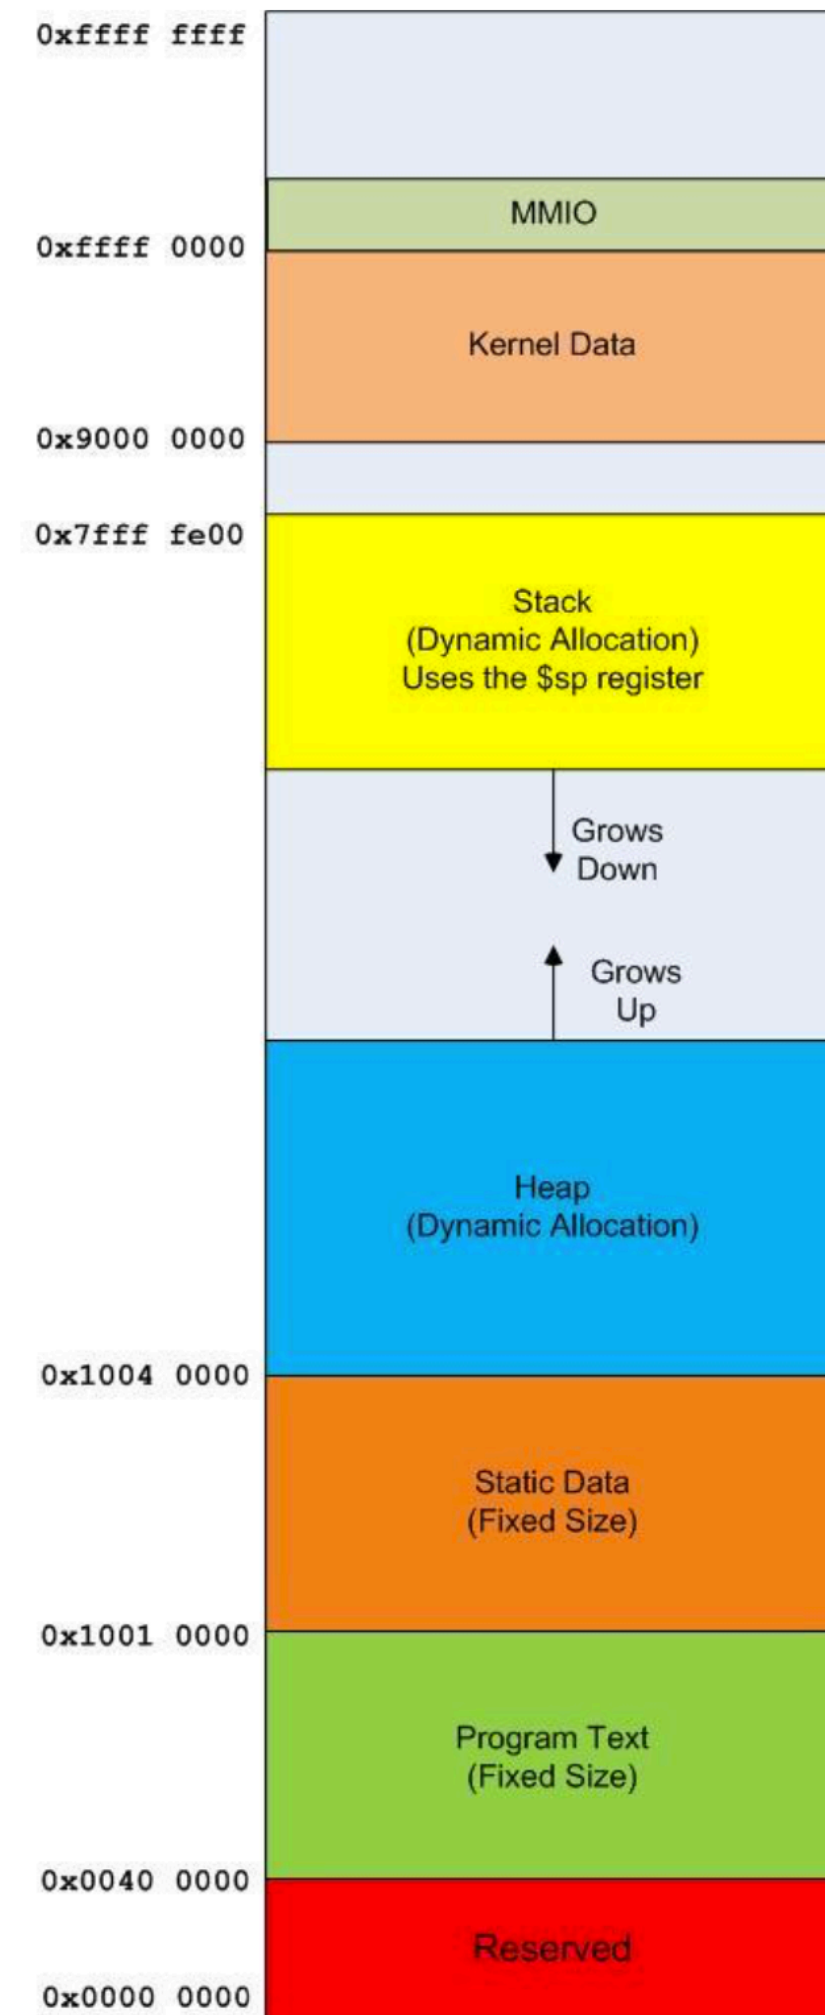 0xffff ffff
MMIO
0xffff 0000
Kernel Data
0x9000 0000
0x7fff fe00
Stack
(Dynamic Allocation)
Uses the $sp register
Grows
Down
Grows
Up
Heap
(Dynamic Allocation)
0x1004 0000
Static Data
(Fixed Size)
0x1001 0000
Program Text
(Fixed Size)
0x0040 0000
Reserved
0x0000 0000